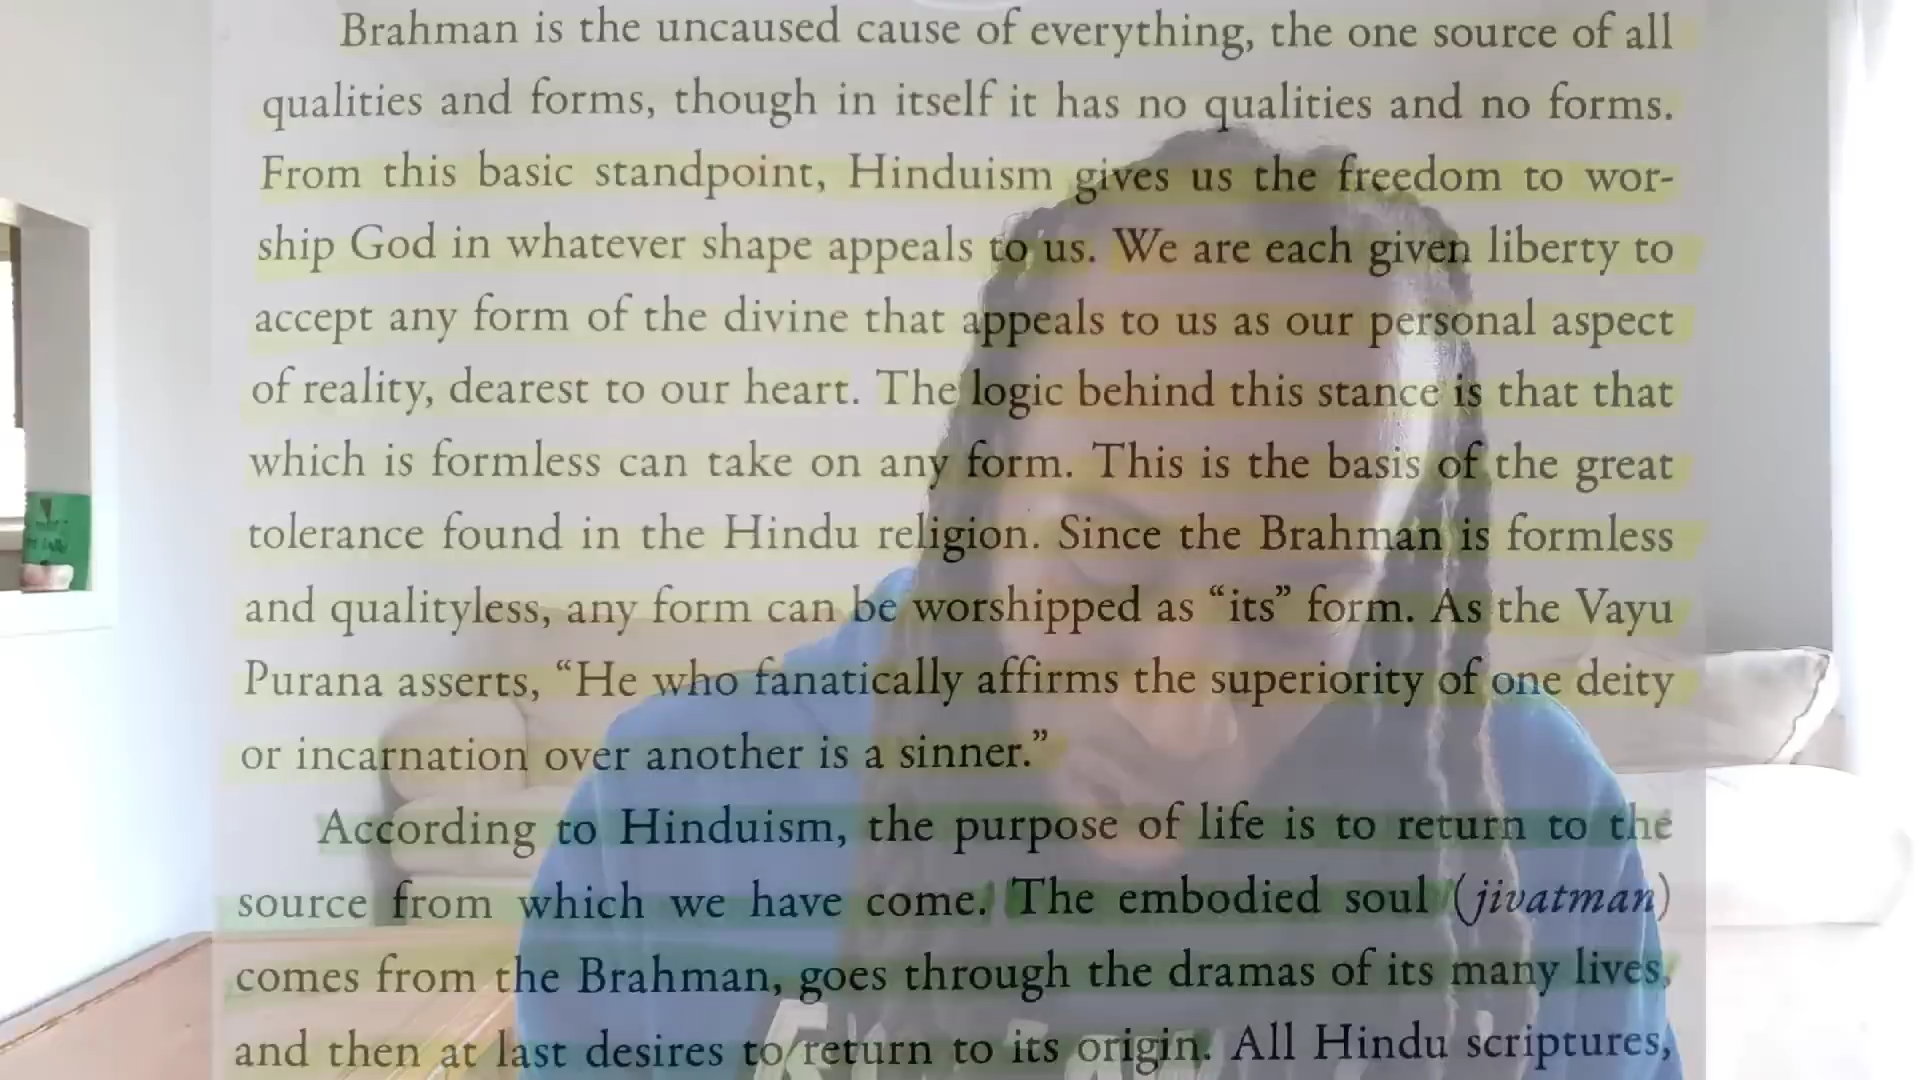 Brahman is the uncaused cause of everything, the one source of all
qualities and forms, though in itself it has no qualities and no forms.
From this basic standpoint, Hinduism gives us the freedom to wor-
ship God in whatever shape appeals to us. We are each given liberty to
accept any form of the divine that appeals to us as our personal aspect
of reality, dearest to our heart. The logic behind this stance is that that
which is formless can take on any form. This is the basis of the great
tolerance found in the Hindu religion. Since the Brahman is formless
and qualityless, any form can be worshipped as “its” form. As the Vayu
Purana asserts, “He who fanatically affirms the superiority of one deity
or incarnation over another is a sinner.”
According to Hinduism, the purpose of life is to return to the
source from which we have come. The embodied soul (jivatman)
comes from the Brahman, goes through the dramas of its many lives,
and then at last desires to return to its origin. All Hindu scriptures,